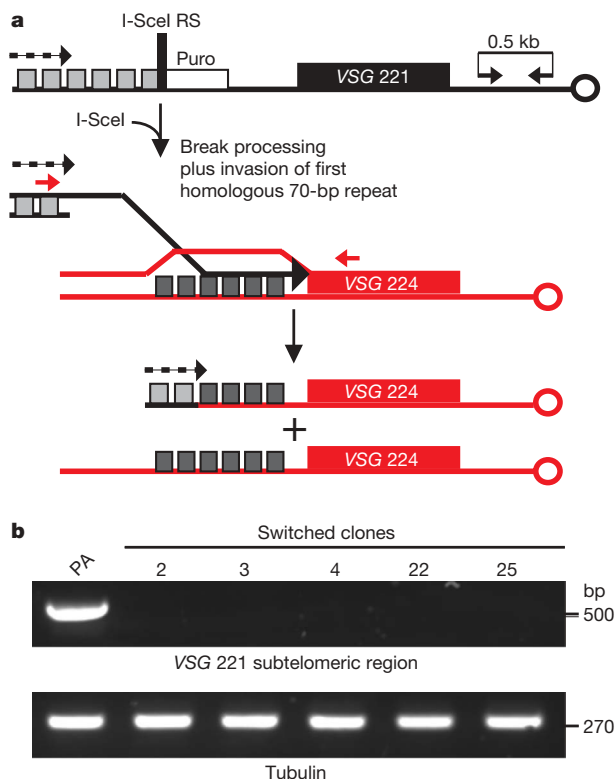 a
I-SceI RS
Puro
VSG 221
0.5 kb
I-SceI
Break processing
plus invasion of first
homologous 70-bp repeat
VSG 224
VSG 224
+
VSG 224
b
Switched clones
PA
2 3 4 22 25
bp
500
VSG 221 subtelomeric region
270
Tubulin